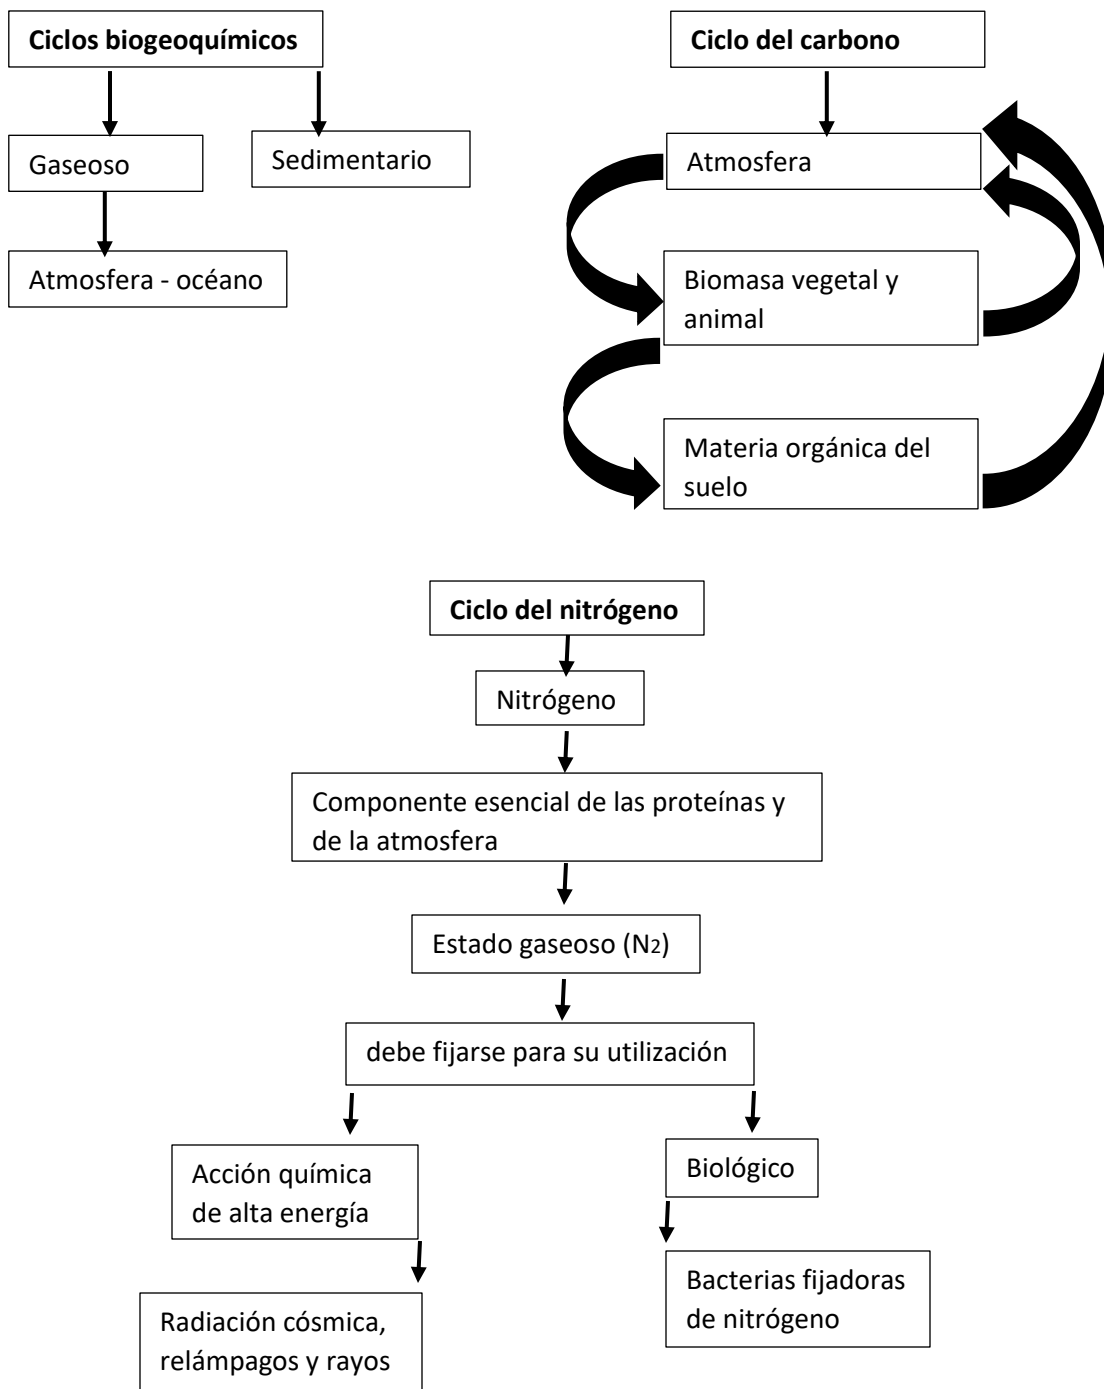 Ciclos biogeoquímicos
Gaseoso
Sedimentario
Atmosfera - océano
Ciclo del carbono
Atmosfera
Biomasa vegetal y
animal
Materia orgánica del
suelo
Ciclo del nitrógeno
Nitrógeno
Componente esencial de las proteínas y
de la atmosfera
Estado gaseoso (N2)
debe fijarse para su utilización
Acción química
de alta energía
Radiación cósmica,
relámpagos y rayos
Biológico
Bacterias fijadoras
de nitrógeno